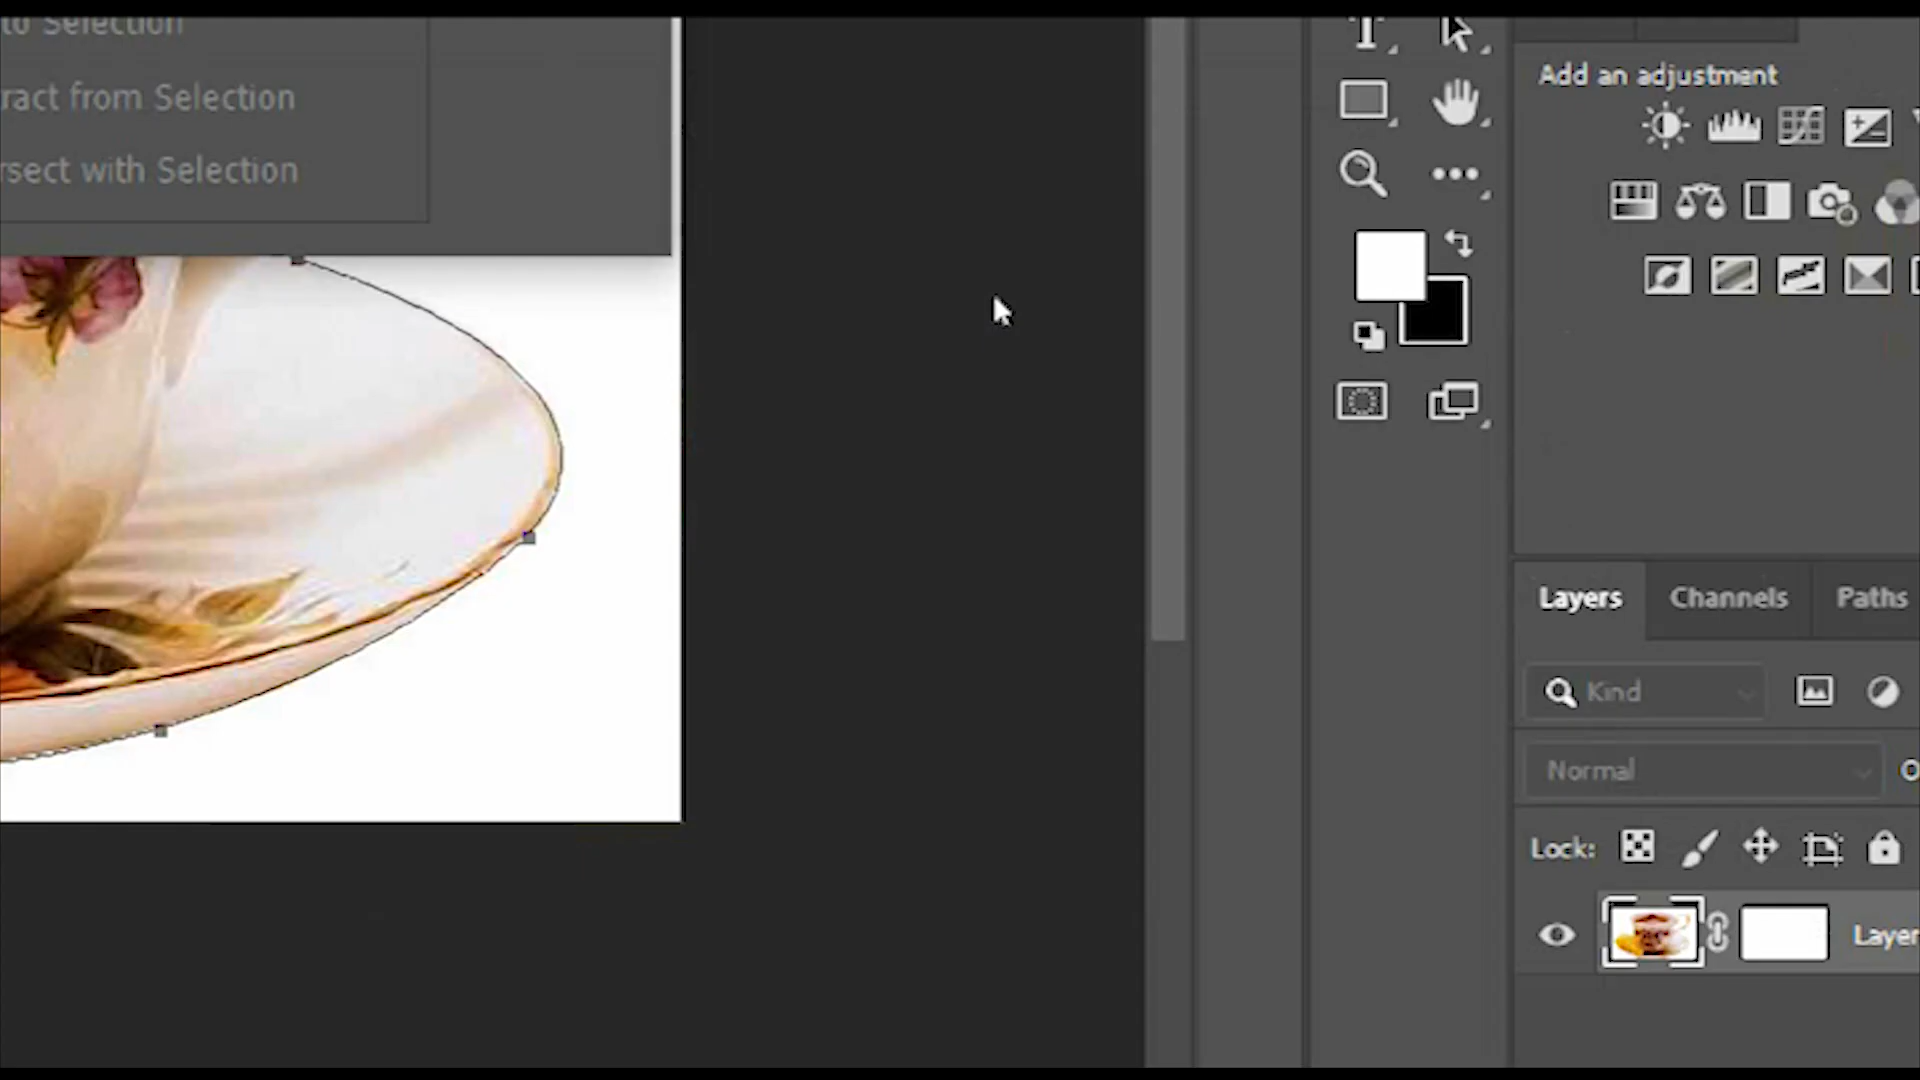 to Selection
ract from Selection
rsect with Selection
Add an adjustment
Layers
Channels
Paths
Kind
Normal
O
Lock:
Layer